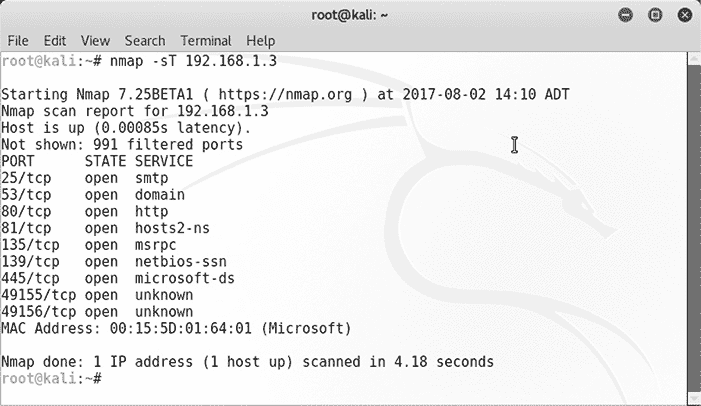 root@kali: ~
File Edit View Search Terminal Help
root@kali:~# nmap -sT 192.168.1.3
Starting Nmap 7.25BETA1 ( https://nmap.org ) at 2017-08-02 14:10 ADT
Nmap scan report for 192.168.1.3
Host is up (0.00085s latency).
Not shown: 991 filtered ports
PORT      STATE SERVICE
25/tcp    open  smtp
53/tcp    open  domain
80/tcp    open  http
81/tcp    open  hosts2-ns
135/tcp   open  msrpc
139/tcp   open  netbios-ssn
445/tcp   open  microsoft-ds
49155/tcp open  unknown
49156/tcp open  unknown
MAC Address: 00:15:5D:01:64:01 (Microsoft)
Nmap done: 1 IP address (1 host up) scanned in 4.18 seconds
root@kali:~#